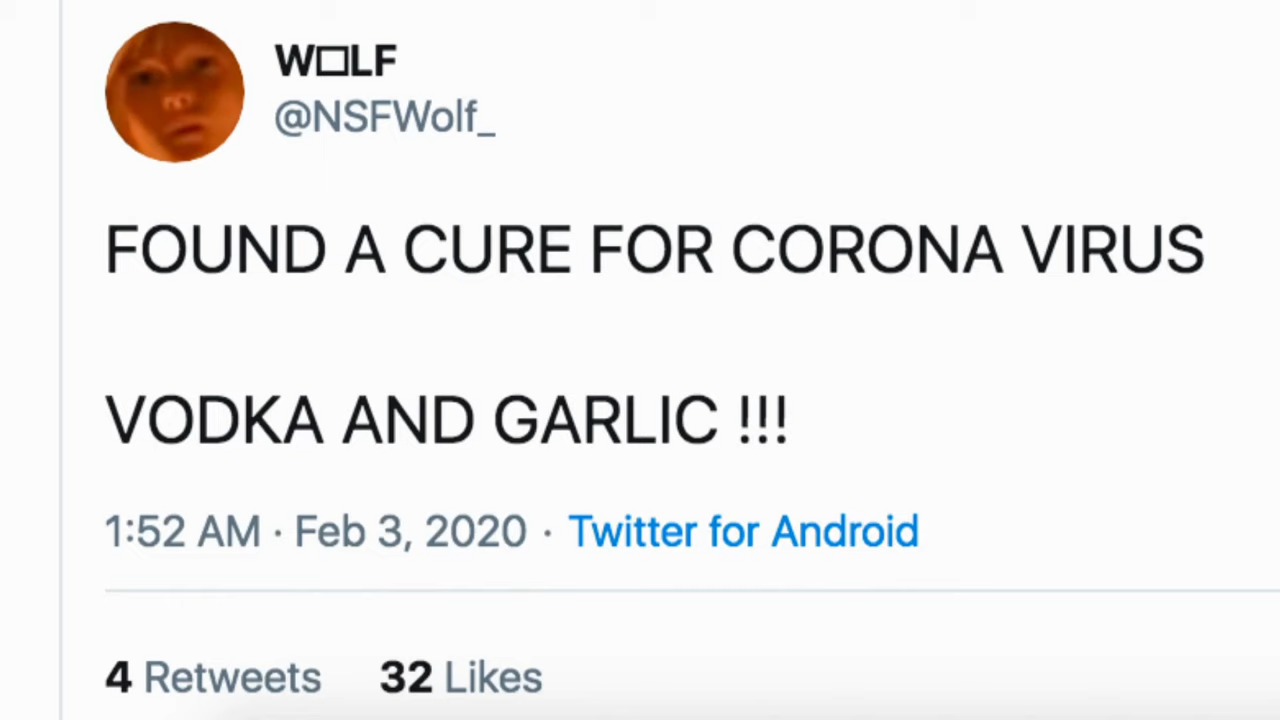 W□LF
@NSFWolf_
FOUND A CURE FOR CORONA VIRUS
VODKA AND GARLIC !!!
1:52 AM · Feb 3, 2020 · Twitter for Android
4 Retweets 32 Likes